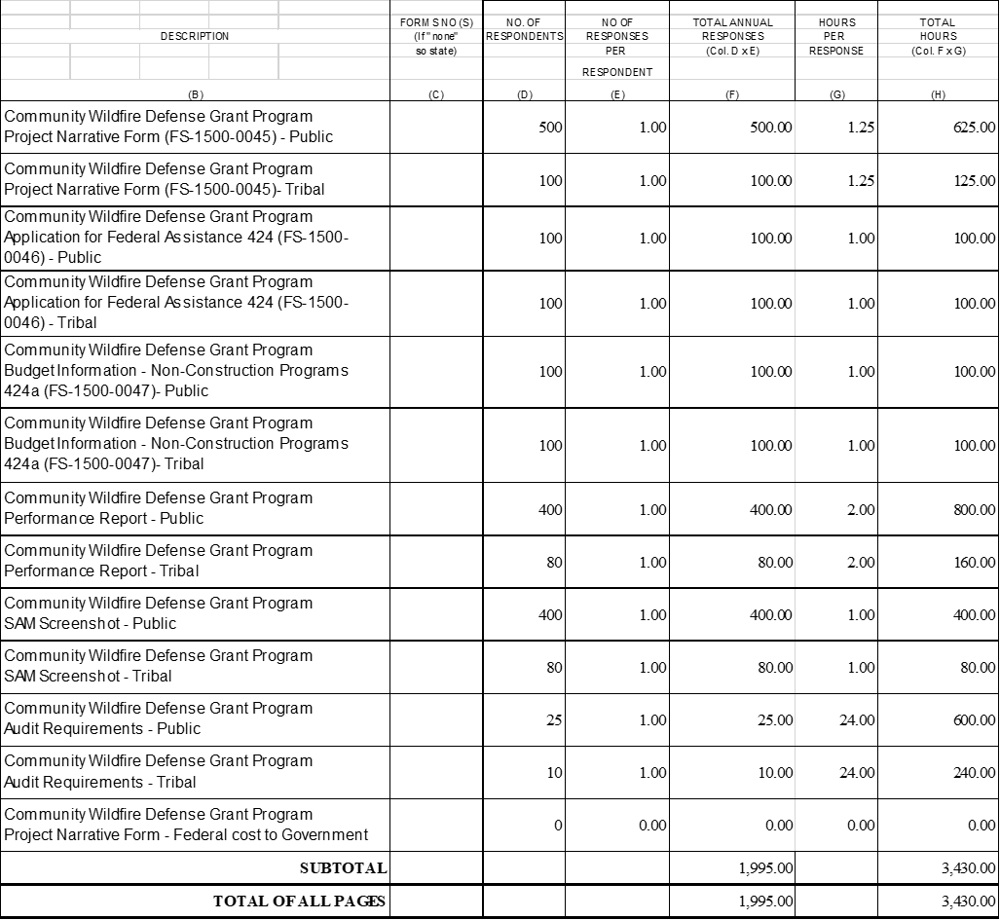 DESCRIPTION
FORMS NO(S)
(If "none"
so state)
NO. OF
RESPONDENTS
NO OF
RESPONSES
PER
RESPONDENT
TOTAL ANNUAL
RESPONSES
(Col. D x E)
HOURS
PER
RESPONSE
TOTAL
HOURS
(Col. F x G)
(B) (C) (D) (E) (F) (G) (H)
Community Wildfire Defense Grant Program
Project Narrative Form (FS-1500-0045) - Public
500 1.00 500.00 1.25 625.00
Community Wildfire Defense Grant Program
Project Narrative Form (FS-1500-0045)- Tribal
100 1.00 100.00 1.25 125.00
Community Wildfire Defense Grant Program
Application for Federal Assistance 424 (FS-1500-
0046) - Public
100 1.00 100.00 1.00 100.00
Community Wildfire Defense Grant Program
Application for Federal Assistance 424 (FS-1500-
0046) - Tribal
100 1.00 100.00 1.00 100.00
Community Wildfire Defense Grant Program
Budget Information - Non-Construction Programs
424a (FS-1500-0047)- Public
100 1.00 100.00 1.00 100.00
Community Wildfire Defense Grant Program
Budget Information - Non-Construction Programs
424a (FS-1500-0047)- Tribal
100 1.00 100.00 1.00 100.00
Community Wildfire Defense Grant Program
Performance Report - Public
400 1.00 400.00 2.00 800.00
Community Wildfire Defense Grant Program
Performance Report - Tribal
80 1.00 80.00 2.00 160.00
Community Wildfire Defense Grant Program
SAM Screenshot - Public
400 1.00 400.00 1.00 400.00
Community Wildfire Defense Grant Program
SAM Screenshot - Tribal
80 1.00 80.00 1.00 80.00
Community Wildfire Defense Grant Program
Audit Requirements - Public
25 1.00 25.00 24.00 600.00
Community Wildfire Defense Grant Program
Audit Requirements - Tribal
10 1.00 10.00 24.00 240.00
Community Wildfire Defense Grant Program
Project Narrative Form - Federal cost to Government
0 0.00 0.00 0.00 0.00
SUBTOTAL 1,995.00 3,430.00
TOTAL OF ALL PAGES 1,995.00 3,430.00